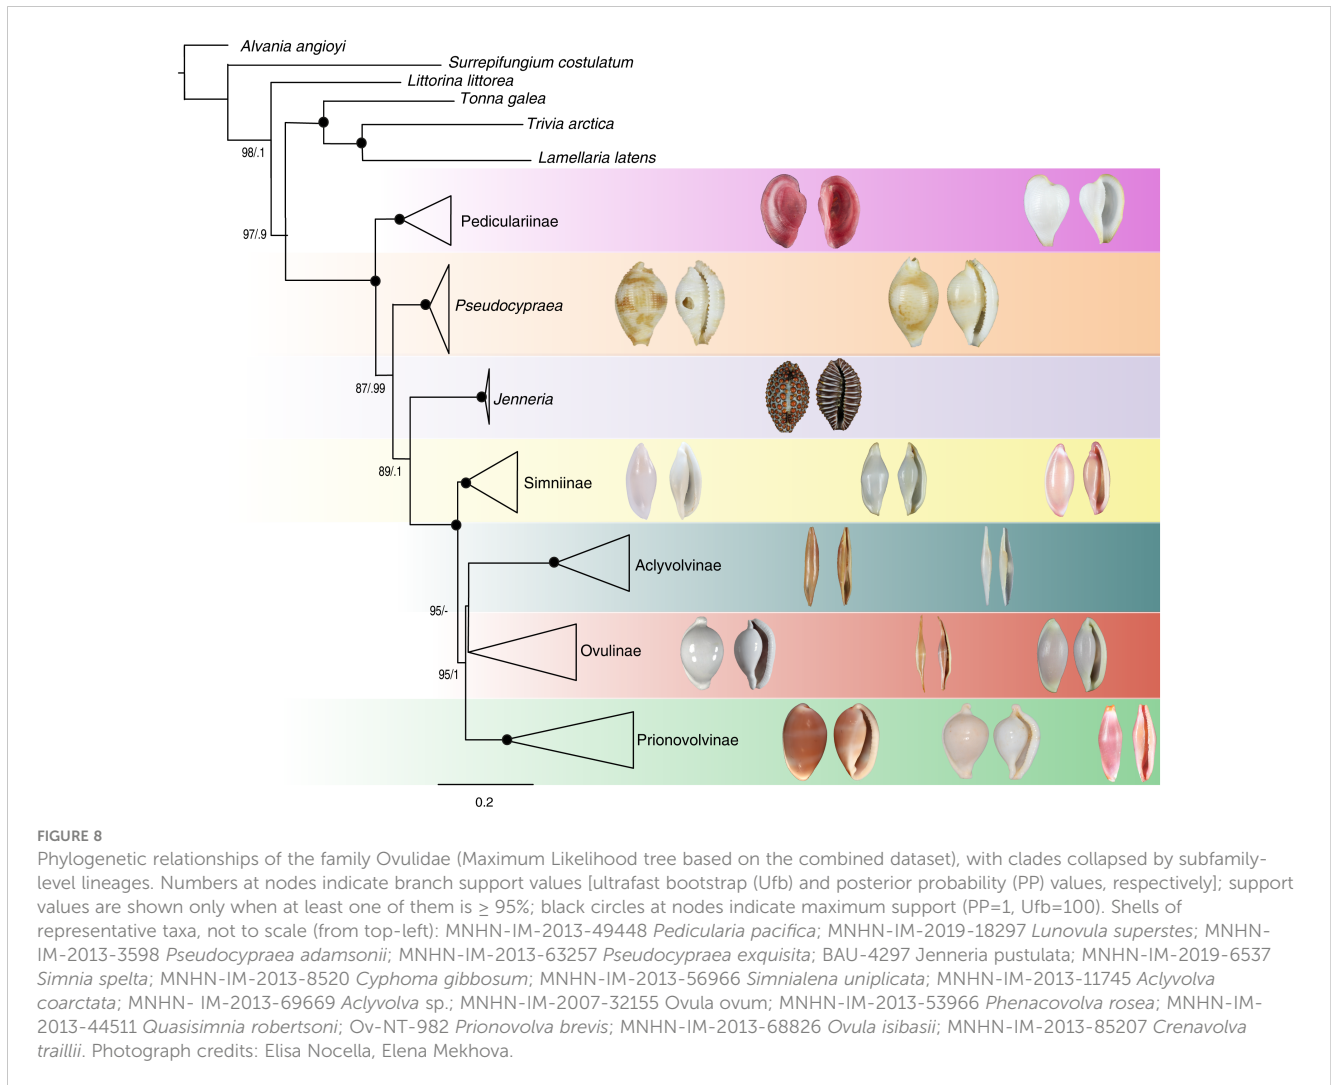 Alvania angioyi
Surrepifungium costulatum
Littorina littorea
Tonna galea
Trivia arctica
98/.1
Lamellaria latens
Pediculariinae
97/.9
Pseudocypraea
87/.99
Jenneria
89/.1
Simniinae
Aclyvolvinae
95/-
Ovulinae
95/1
Prionovolvinae
0.2
FIGURE 8
Phylogenetic relationships of the family Ovulidae (Maximum Likelihood tree based on the combined dataset), with clades collapsed by subfamily-
level lineages. Numbers at nodes indicate branch support values [ultrafast bootstrap (Ufb) and posterior probability (PP) values, respectively]; support
values are shown only when at least one of them is ≥ 95%; black circles at nodes indicate maximum support (PP=1, Ufb=100). Shells of
representative taxa, not to scale (from top-left): MNHN-IM-2013-49448 Pedicularia pacifica; MNHN-IM-2019-18297 Lunovula superstes; MNHN-
IM-2013-3598 Pseudocypraea adamsonii; MNHN-IM-2013-63257 Pseudocypraea exquisita; BAU-4297 Jenneria pustulata; MNHN-IM-2019-6537
Simnia spelta; MNHN-IM-2013-8520 Cyphoma gibbosum; MNHN-IM-2013-56966 Simnialena uniplicata; MNHN-IM-2013-11745 Aclyvolva
coarctata; MNHN- IM-2013-69669 Aclyvolva sp.; MNHN-IM-2007-32155 Ovula ovum; MNHN-IM-2013-53966 Phenacovolva rosea; MNHN-IM-
2013-44511 Quasisimnia robertsoni; Ov-NT-982 Prionovolva brevis; MNHN-IM-2013-68826 Ovula isibasii; MNHN-IM-2013-85207 Crenavolva
traillii. Photograph credits: Elisa Nocella, Elena Mekhova.